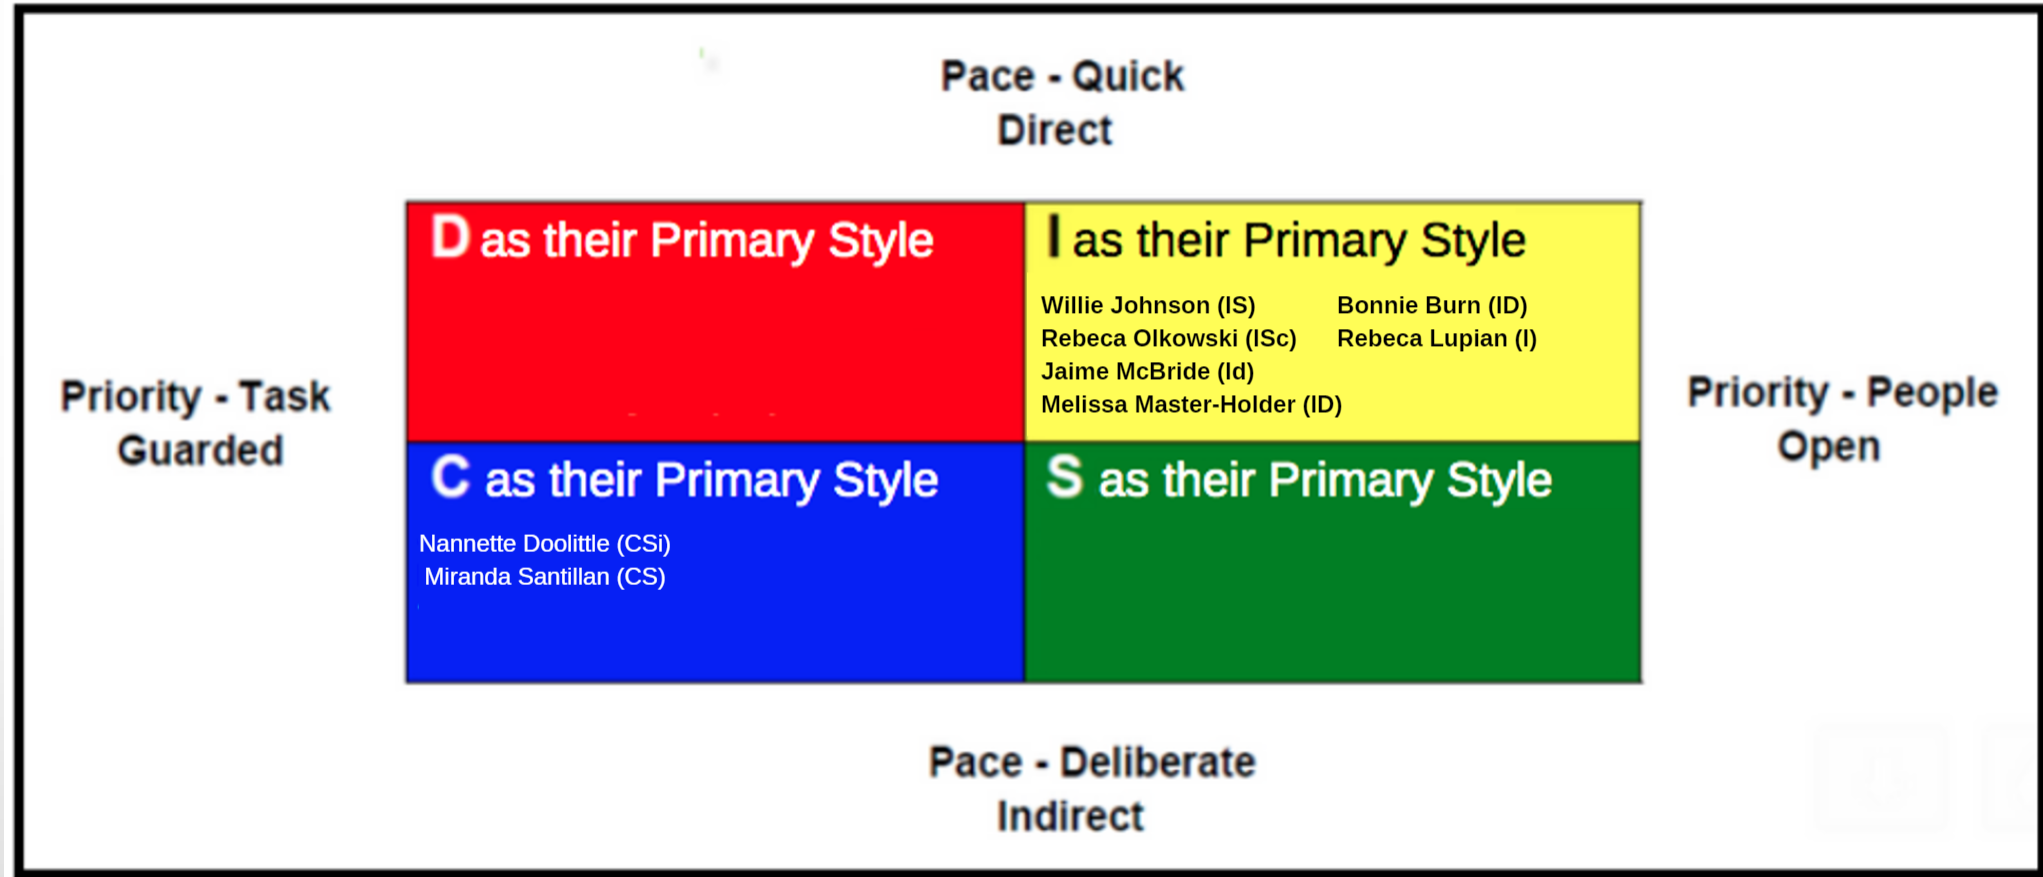 Pace - Quick
Direct
D as their Primary Style
I as their Primary Style
Willie Johnson (IS)
Bonnie Burn (ID)
Rebeca Olkowski (ISc)
Rebeca Lupian (I)
Jaime McBride (Id)
Melissa Master-Holder (ID)
Priority - Task
Guarded
Priority - People
Open
C as their Primary Style
Nannette Doolittle (CSi)
Miranda Santillan (CS)
S as their Primary Style
Pace - Deliberate
Indirect